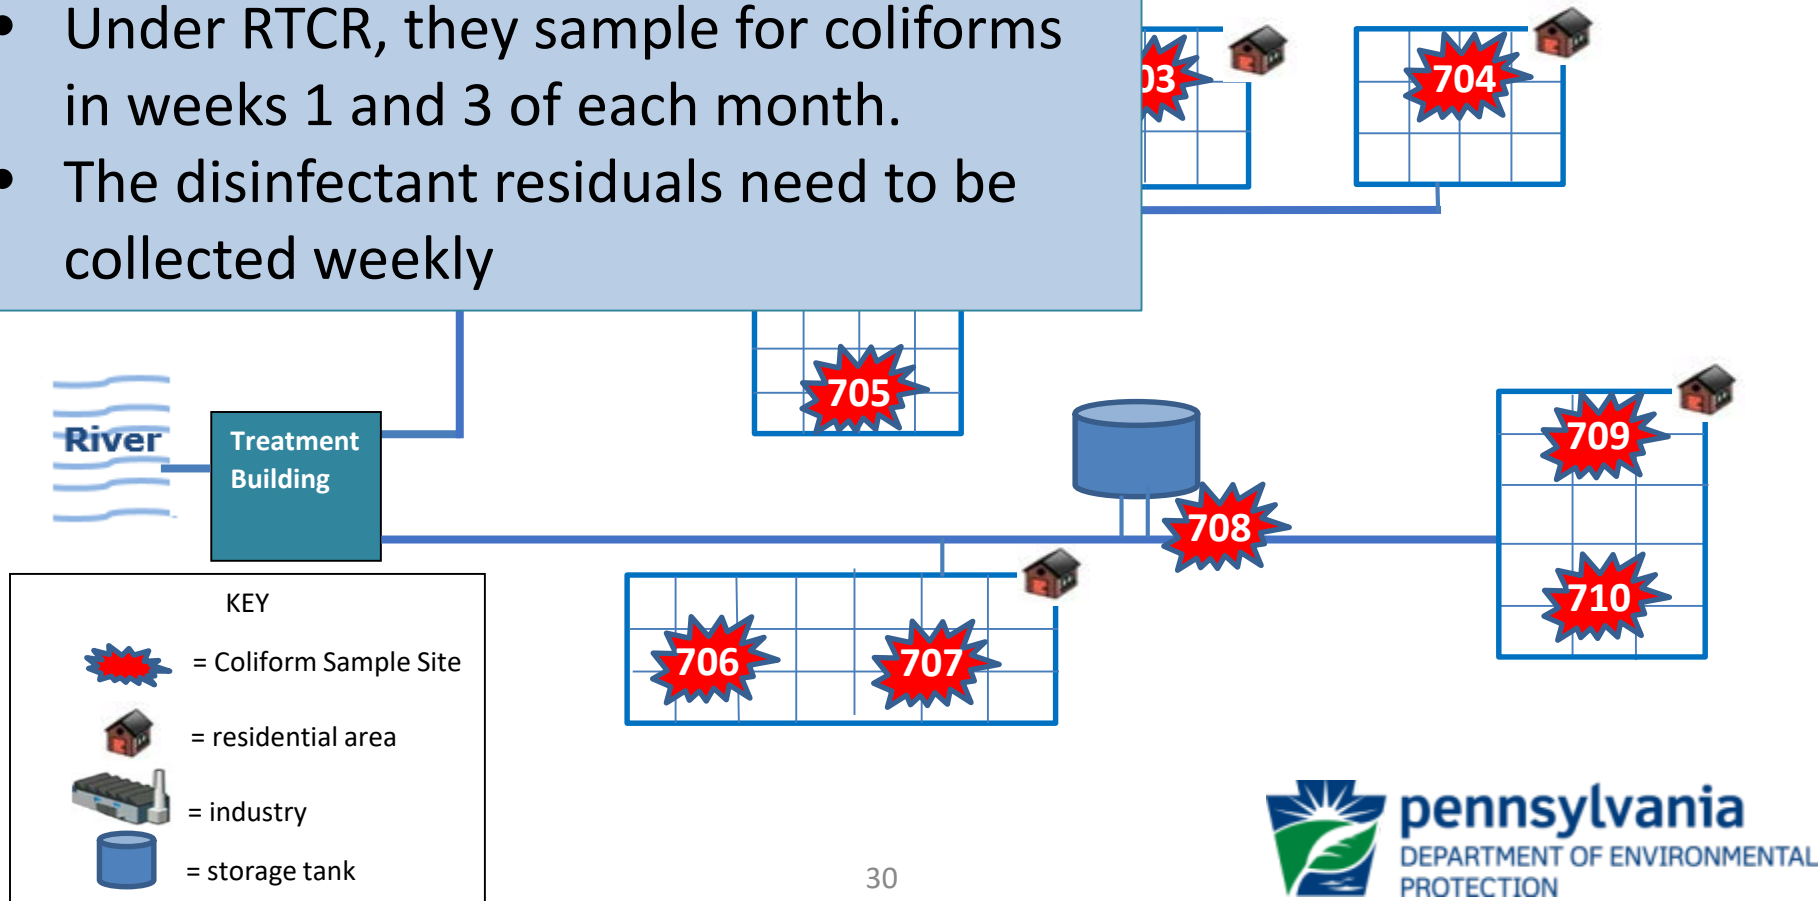 • Under RTCR, they sample for coliforms
in weeks 1 and 3 of each month.
• The disinfectant residuals need to be
collected weekly
03
704
705
River
Treatment
Building
709
708
710
706
707
KEY
= Coliform Sample Site
= residential area
= industry
= storage tank
30
pennsylvania
DEPARTMENT OF ENVIRONMENTAL
PROTECTION